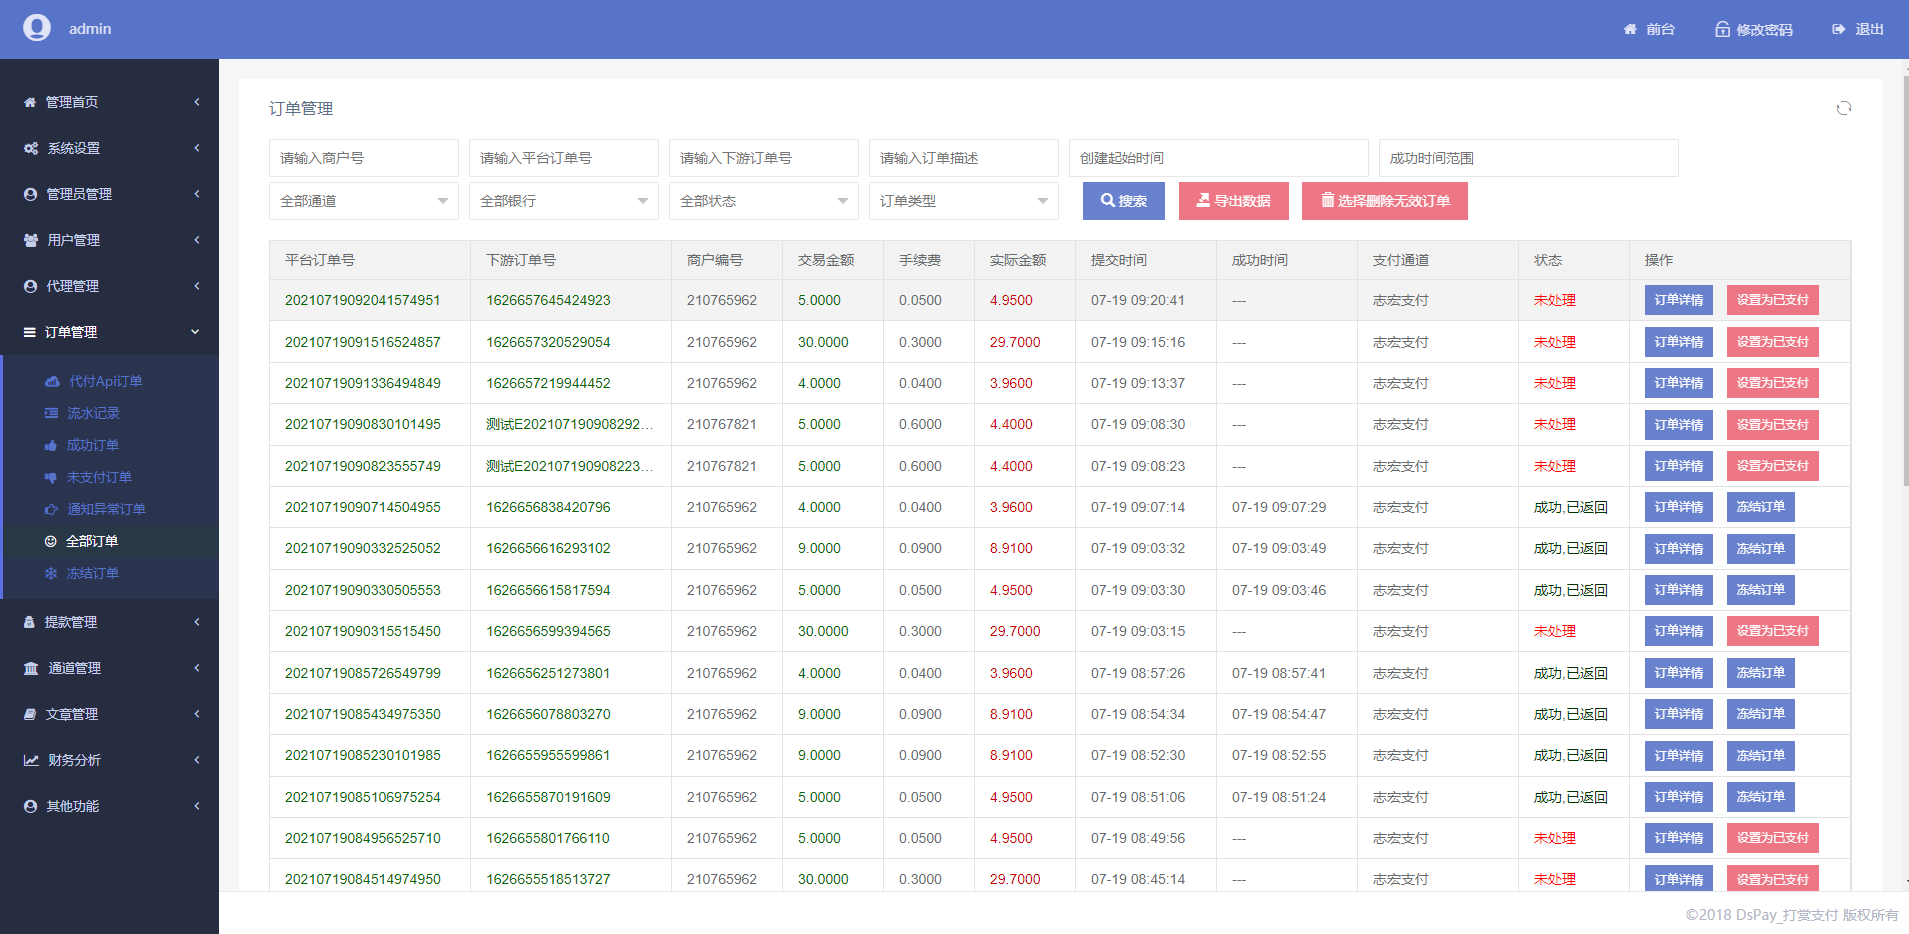 admin
前台 修改密码 退出
管理首页
系统设置
管理员管理
用户管理
代理管理
订单管理
代付Api订单
流水记录
成功订单
未支付订单
通知异常订单
全部订单
冻结订单
提款管理
通道管理
文章管理
财务分析
其他功能
订单管理
请输入商户号 请输入平台订单号 请输入下游订单号 请输入订单描述 创建起始时间 成功时间范围
全部通道 全部银行 全部状态 订单类型 搜索 导出数据 选择删除无效订单
平台订单号 下游订单号 商户编号 交易金额 手续费 实际金额 提交时间 成功时间 支付通道 状态 操作
20210719092041574951 1626657645424923 210765962 5.0000 0.0500 4.9500 07-19 09:20:41 --- 志宏支付 未处理 订单详情 设置为已支付
20210719091516524857 1626657320529054 210765962 30.0000 0.3000 29.7000 07-19 09:15:16 --- 志宏支付 未处理 订单详情 设置为已支付
20210719091336494849 1626657219944452 210765962 4.0000 0.0400 3.9600 07-19 09:13:37 --- 志宏支付 未处理 订单详情 设置为已支付
20210719090830101495 测试E202107190908292... 210767821 5.0000 0.6000 4.4000 07-19 09:08:30 --- 志宏支付 未处理 订单详情 设置为已支付
20210719090823555749 测试E202107190908223... 210767821 5.0000 0.6000 4.4000 07-19 09:08:23 --- 志宏支付 未处理 订单详情 设置为已支付
20210719090714504955 1626656838420796 210765962 4.0000 0.0400 3.9600 07-19 09:07:14 07-19 09:07:29 志宏支付 成功,已返回 订单详情 冻结订单
20210719090332525052 1626656616293102 210765962 9.0000 0.0900 8.9100 07-19 09:03:32 07-19 09:03:49 志宏支付 成功,已返回 订单详情 冻结订单
20210719090330505553 1626656615817594 210765962 5.0000 0.0500 4.9500 07-19 09:03:30 07-19 09:03:46 志宏支付 成功,已返回 订单详情 冻结订单
20210719090315515450 1626656599394565 210765962 30.0000 0.3000 29.7000 07-19 09:03:15 --- 志宏支付 未处理 订单详情 设置为已支付
20210719085726549799 1626656251273801 210765962 4.0000 0.0400 3.9600 07-19 08:57:26 07-19 08:57:41 志宏支付 成功,已返回 订单详情 冻结订单
20210719085434975350 1626656078803270 210765962 9.0000 0.0900 8.9100 07-19 08:54:34 07-19 08:54:47 志宏支付 成功,已返回 订单详情 冻结订单
20210719085230101985 1626655955599861 210765962 9.0000 0.0900 8.9100 07-19 08:52:30 07-19 08:52:55 志宏支付 成功,已返回 订单详情 冻结订单
20210719085106975254 1626655870191609 210765962 5.0000 0.0500 4.9500 07-19 08:51:06 07-19 08:51:24 志宏支付 成功,已返回 订单详情 冻结订单
20210719084956525710 1626655801766110 210765962 5.0000 0.0500 4.9500 07-19 08:49:56 --- 志宏支付 未处理 订单详情 设置为已支付
20210719084514974950 1626655518513727 210765962 30.0000 0.3000 29.7000 07-19 08:45:14 --- 志宏支付 未处理 订单详情 设置为已支付
©2018 DsPay_打赏支付 版权所有